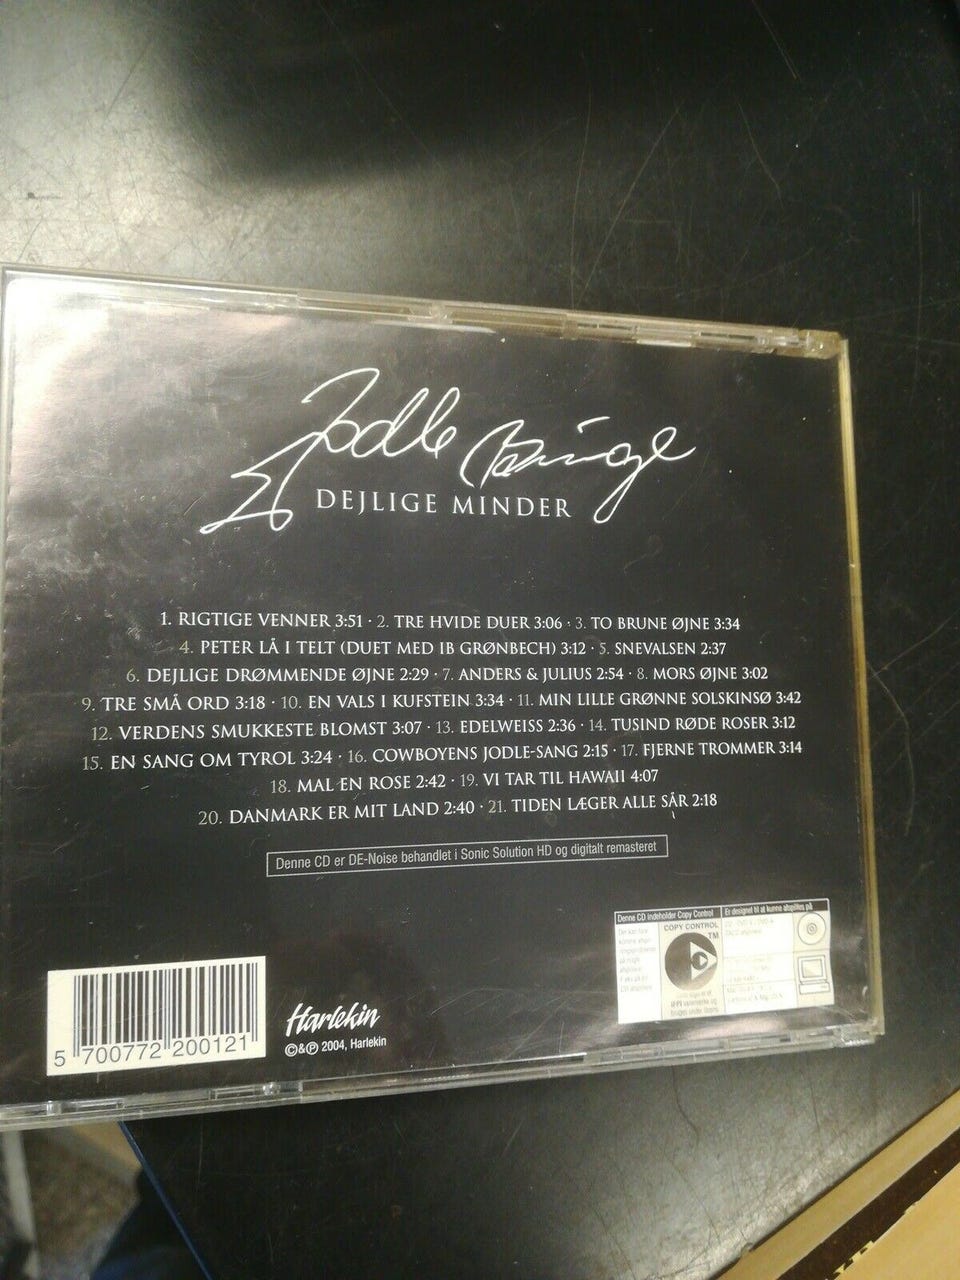 Jodle Birge
DEJLIGE MINDER
1. RIGTIGE VENNER 3:51 · 2. TRE HVIDE DUER 3:06 · 3. TO BRUNE ØJNE 3:34
4. PETER LÅ I TELT (DUET MED IB GRØNBECH) 3:12 · 5. SNEVALSEN 2:37
6. DEJLIGE DRØMMENDE ØJNE 2:29 · 7. ANDERS & JULIUS 2:54 · 8. MORS ØJNE 3:02
9. TRE SMÅ ORD 3:18 · 10. EN VALS I KUFSTEIN 3:34 · 11. MIN LILLE GRØNNE SOLSKINSØ 3:42
12. VERDENS SMUKKESTE BLOMST 3:07 · 13. EDELWEISS 2:36 · 14. TUSIND RØDE ROSER 3:12
15. EN SANG OM TYROL 3:24 · 16. COWBOYENS JODLE-SANG 2:15 · 17. FJERNE TROMMER 3:14
18. MAL EN ROSE 2:42 · 19. VI TAR TIL HAWAII 4:07
20. DANMARK ER MIT LAND 2:40 · 21. TIDEN LÆGER ALLE SÅR 2:18
Denne CD er DE-Noise behandlet i Sonic Solution HD og digitalt remasteret
Denne CD indeholder Copy Control
Er designet til at kunne afspilles på
COPY CONTROL
TM
5 700772 200121
Harlekin
©&℗ 2004, Harlekin